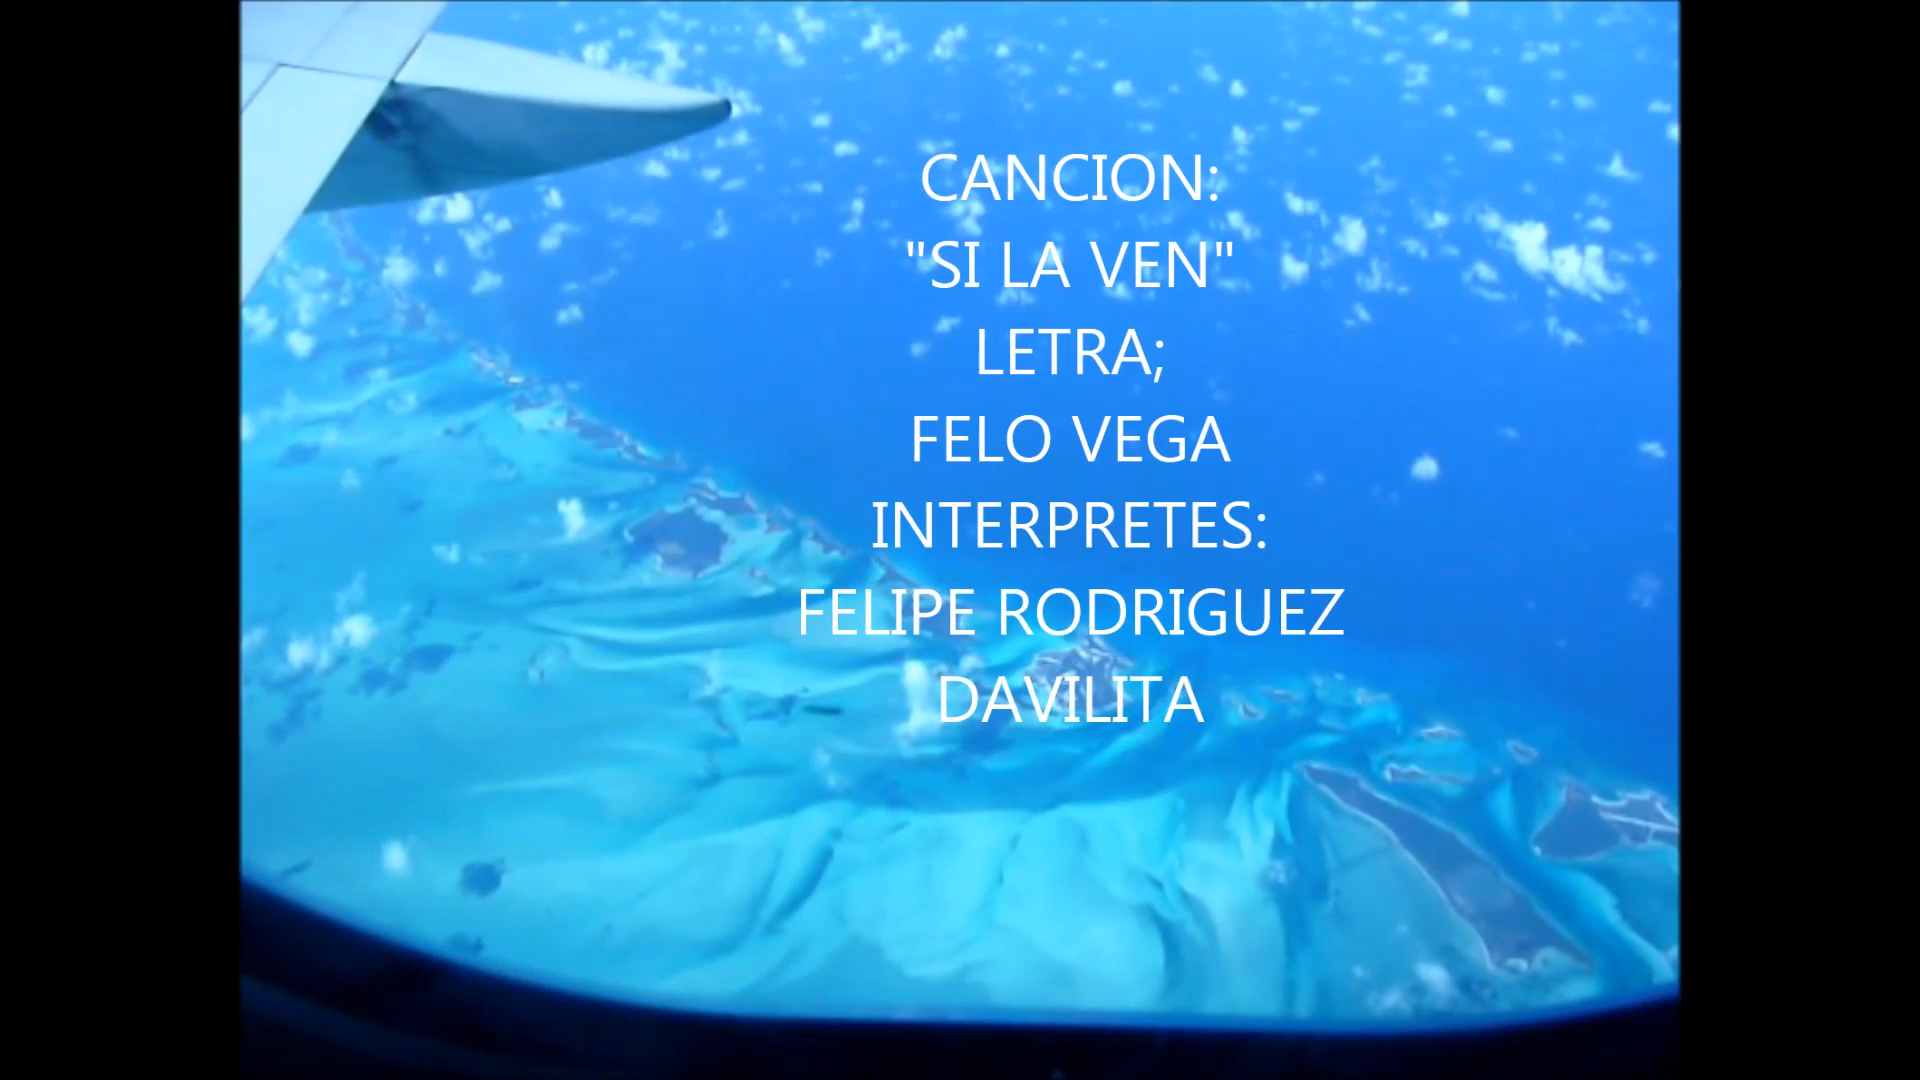 CANCION:
"SI LA VEN"
LETRA;
FELO VEGA
INTERPRETES:
FELIPE RODRIGUEZ
DAVILITA